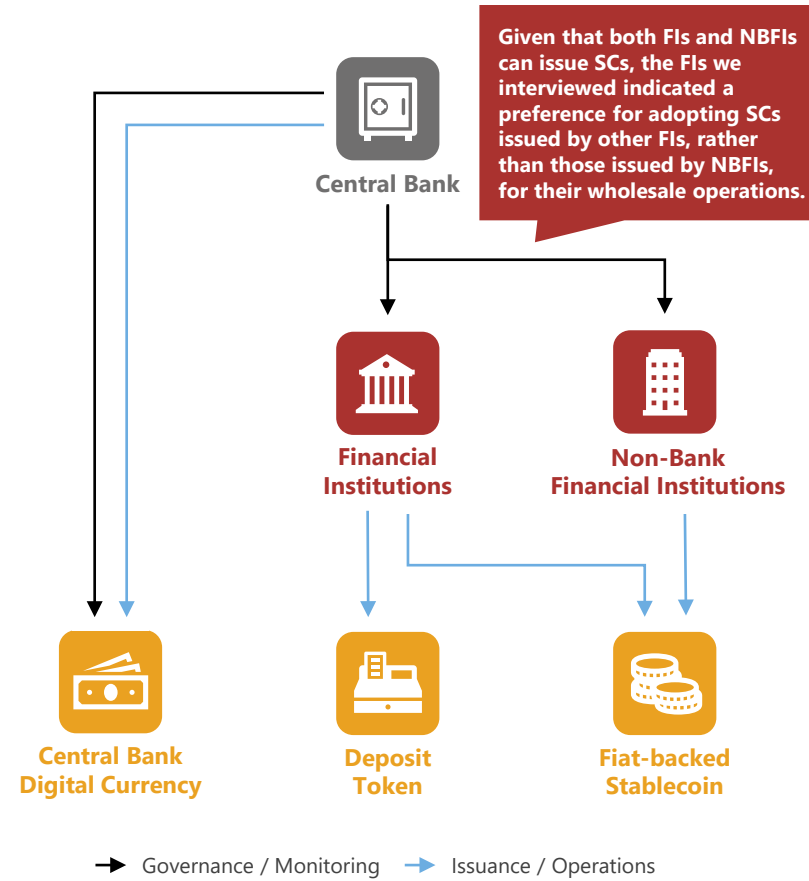 Given that both FIs and NBFIs
can issue SCs, the FIs we
interviewed indicated a
preference for adopting SCs
issued by other FIs, rather
than those issued by NBFIs,
for their wholesale operations.
Central Bank
Financial
Institutions
Non-Bank
Financial Institutions
Central Bank
Digital Currency
Deposit
Token
Fiat-backed
Stablecoin
Governance / Monitoring
Issuance / Operations